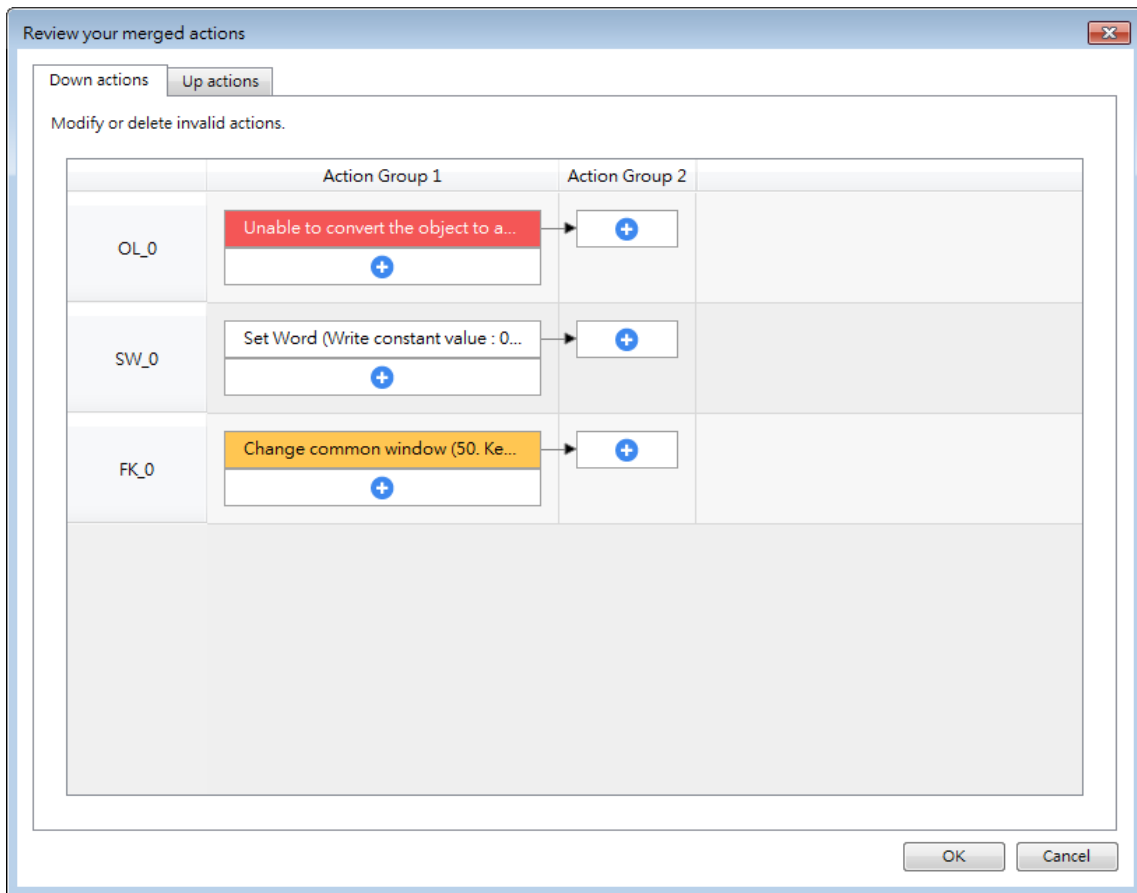 Review your merged actions
Down actions
Up actions
Modify or delete invalid actions.
Action Group 1
Action Group 2
OL_0
Unable to convert the object to a...
SW_0
Set Word (Write constant value : 0...
FK_0
Change common window (50. Ke...
OK
Cancel